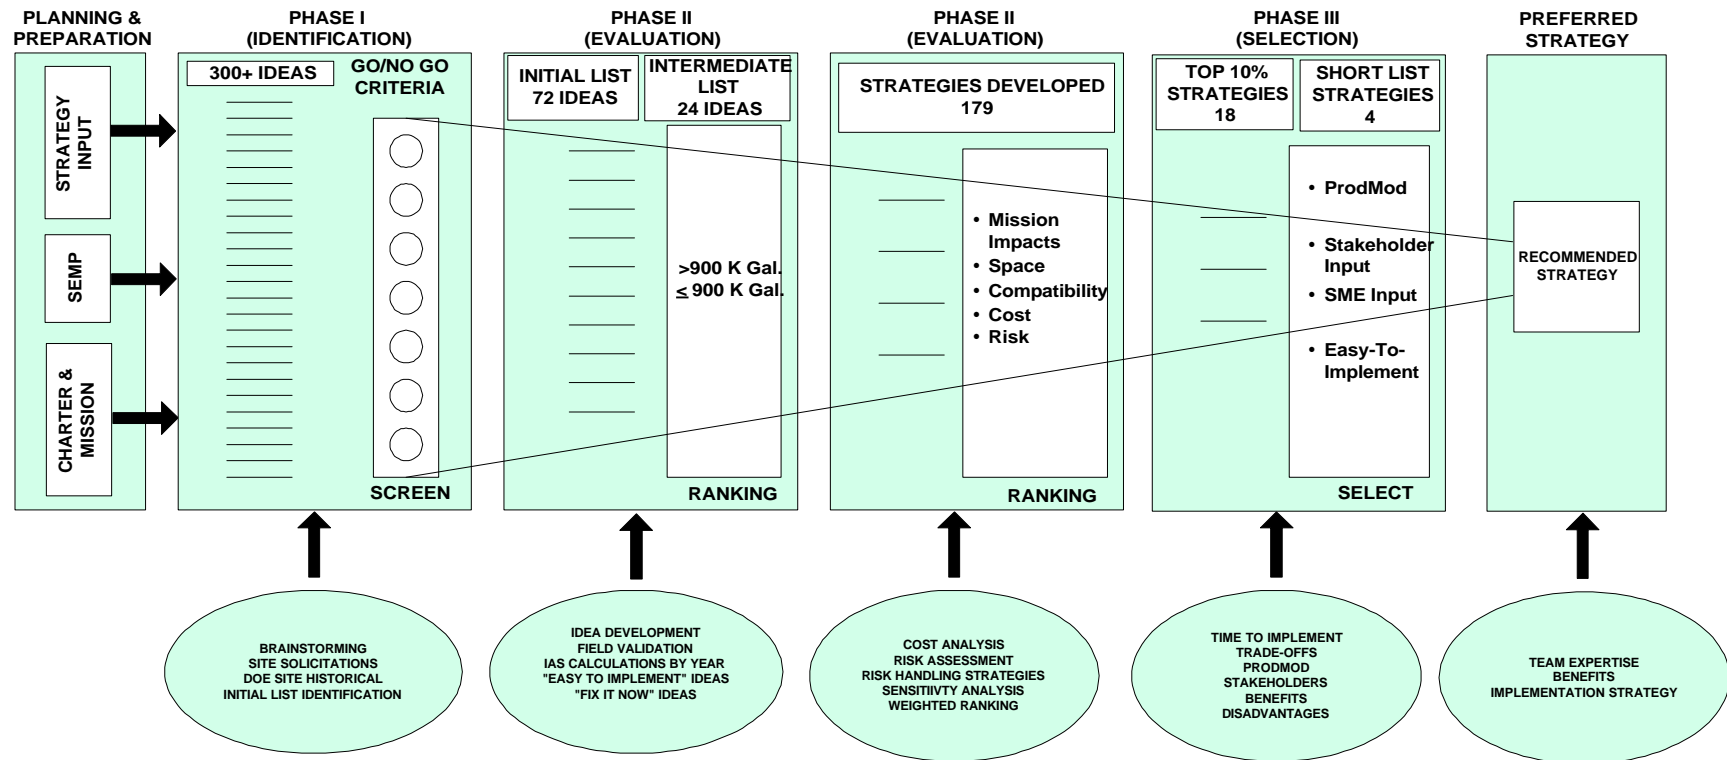 PLANNING &
PREPARATION
STRATEGY
INPUT
SEMP
CHARTER &
MISSION
PHASE I
(IDENTIFICATION)
300+ IDEAS
GO/NO GO
CRITERIA
SCREEN
PHASE II
(EVALUATION)
INITIAL LIST
72 IDEAS
INTERMEDIATE
LIST
24 IDEAS
>900 K Gal.
≤ 900 K Gal.
RANKING
PHASE II
(EVALUATION)
STRATEGIES DEVELOPED
179
• Mission
Impacts
• Space
• Compatibility
• Cost
• Risk
RANKING
PHASE III
(SELECTION)
TOP 10%
STRATEGIES
18
SHORT LIST
STRATEGIES
4
• ProdMod
• Stakeholder
Input
• SME Input
• Easy-To-
Implement
SELECT
PREFERRED
STRATEGY
RECOMMENDED
STRATEGY
BRAINSTORMING
SITE SOLICITATIONS
DOE SITE HISTORICAL
INITIAL LIST IDENTIFICATION
IDEA DEVELOPMENT
FIELD VALIDATION
IAS CALCULATIONS BY YEAR
"EASY TO IMPLEMENT" IDEAS
"FIX IT NOW" IDEAS
COST ANALYSIS
RISK ASSESSMENT
RISK HANDLING STRATEGIES
SENSITIIVTY ANALYSIS
WEIGHTED RANKING
TIME TO IMPLEMENT
TRADE-OFFS
PRODMOD
STAKEHOLDERS
BENEFITS
DISADVANTAGES
TEAM EXPERTISE
BENEFITS
IMPLEMENTATION STRATEGY